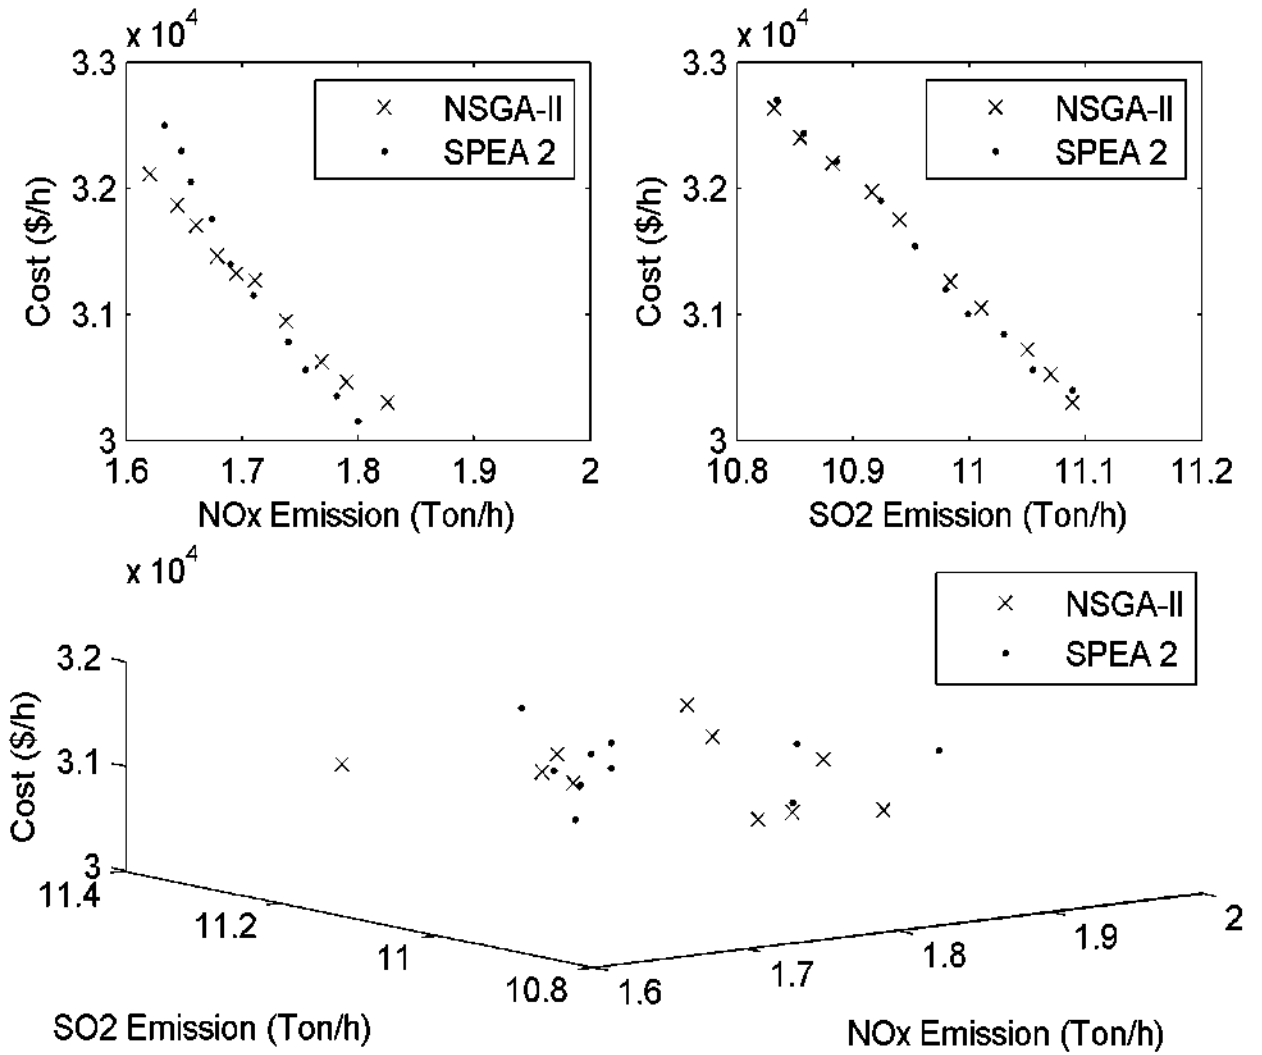 x 10^4
3.3
3.2
3.1
3
Cost ($/h)
NSGA-II
SPEA 2
1.6 1.7 1.8 1.9 2
NOx Emission (Ton/h)
x 10^4
3.3
3.2
3.1
3
Cost ($/h)
NSGA-II
SPEA 2
10.8 10.9 11 11.1 11.2
SO2 Emission (Ton/h)
x 10^4
NSGA-II
SPEA 2
3.2
3.1
3
Cost ($/h)
11.4
11.2
11
10.8
1.6
1.7
1.8
1.9
2
SO2 Emission (Ton/h)
NOx Emission (Ton/h)